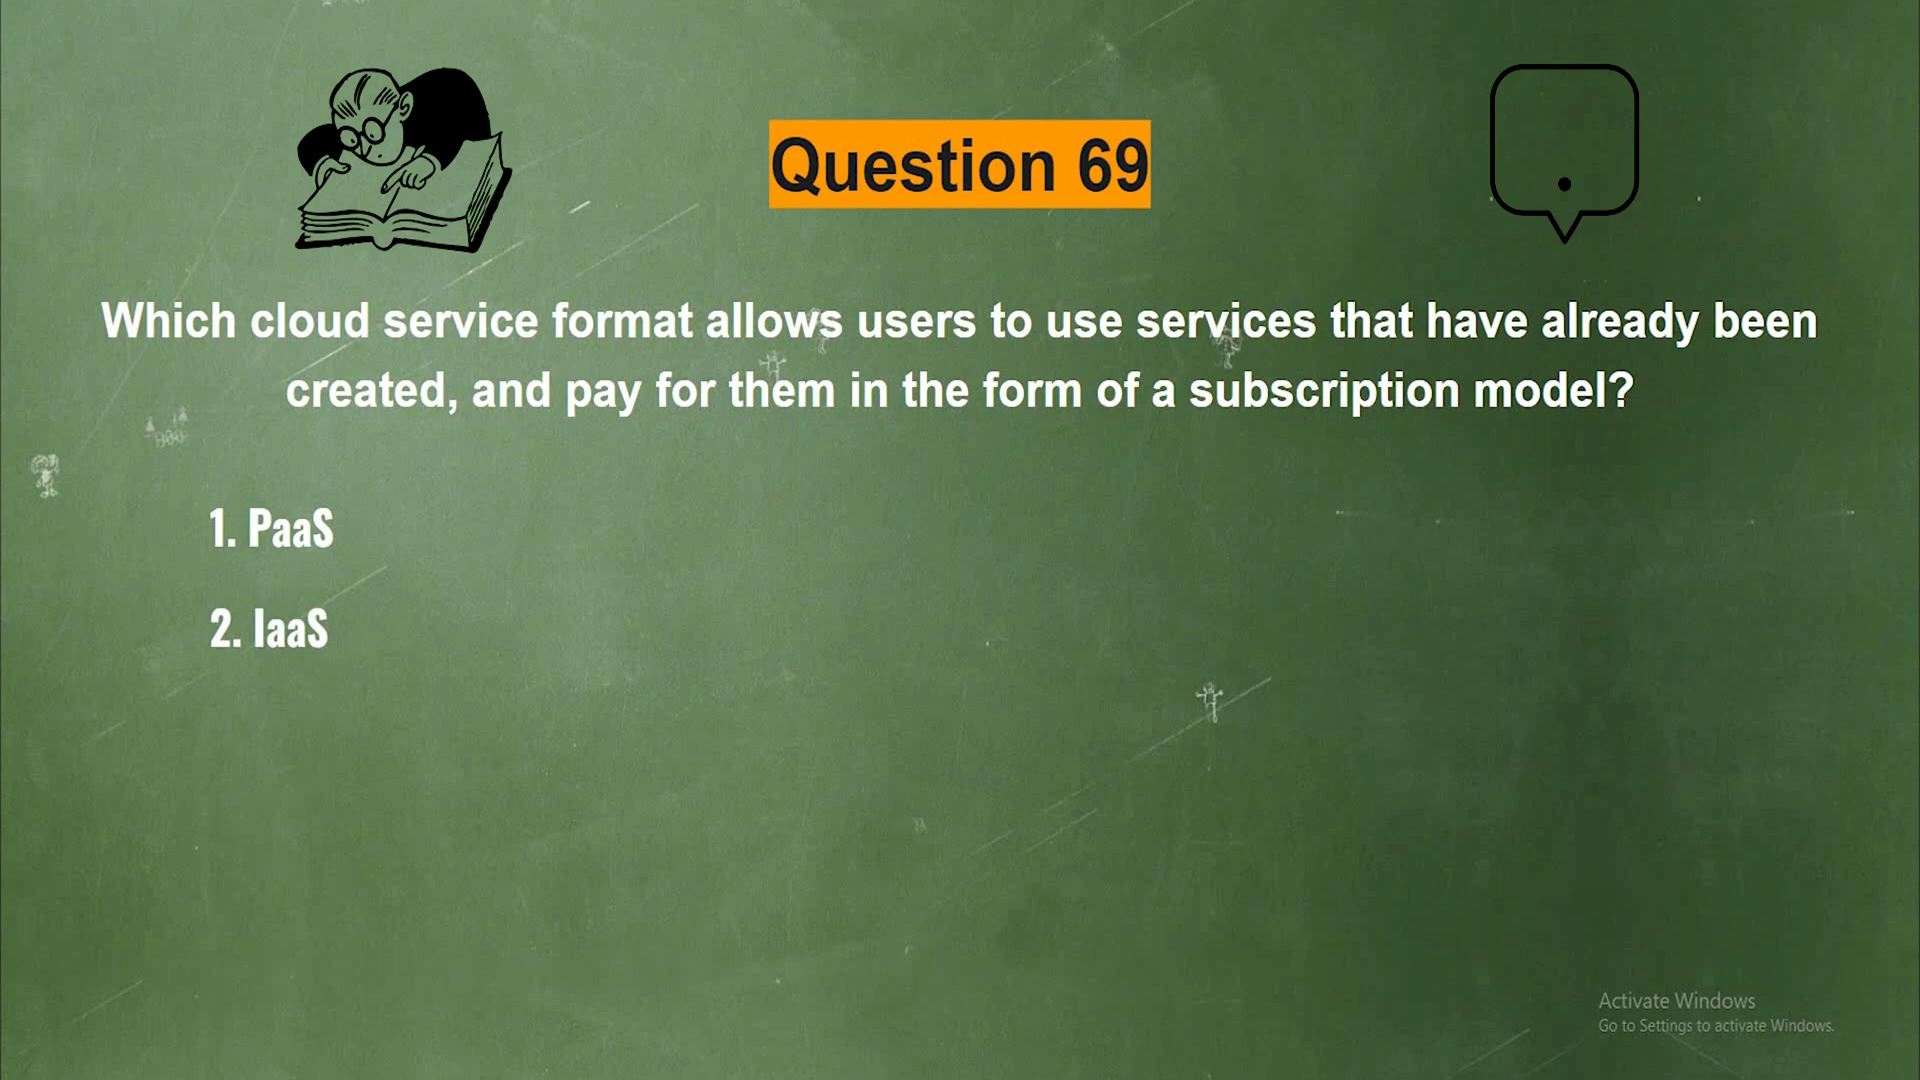 Question 69
Which cloud service format allows users to use services that have already been
created, and pay for them in the form of a subscription model?
1. PaaS
2. IaaS
Activate Windows
Go to Settings to activate Windows.